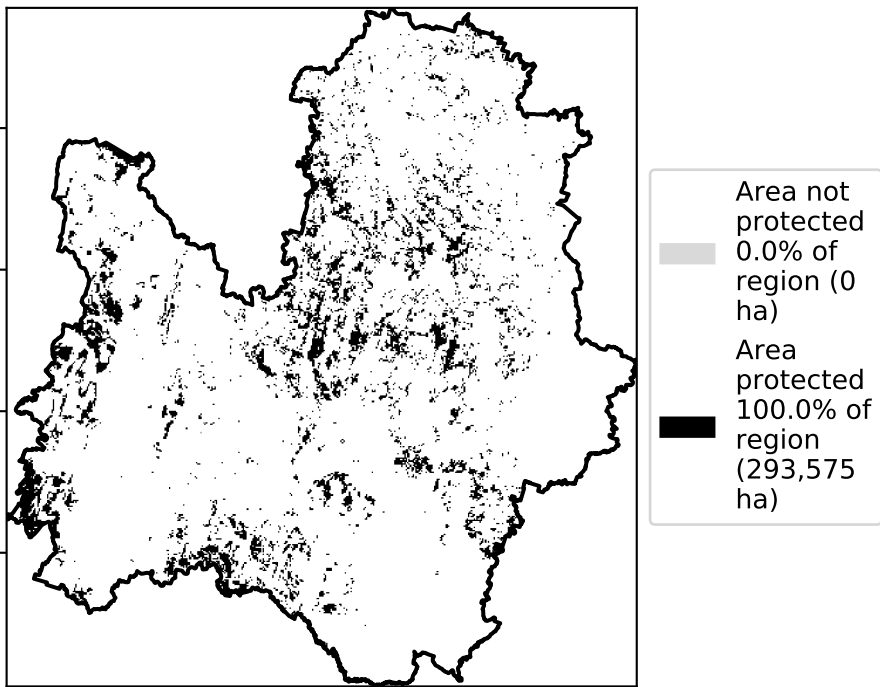 Area not
protected
0.0% of
region (0
ha)
Area
protected
100.0% of
region
(293,575
ha)